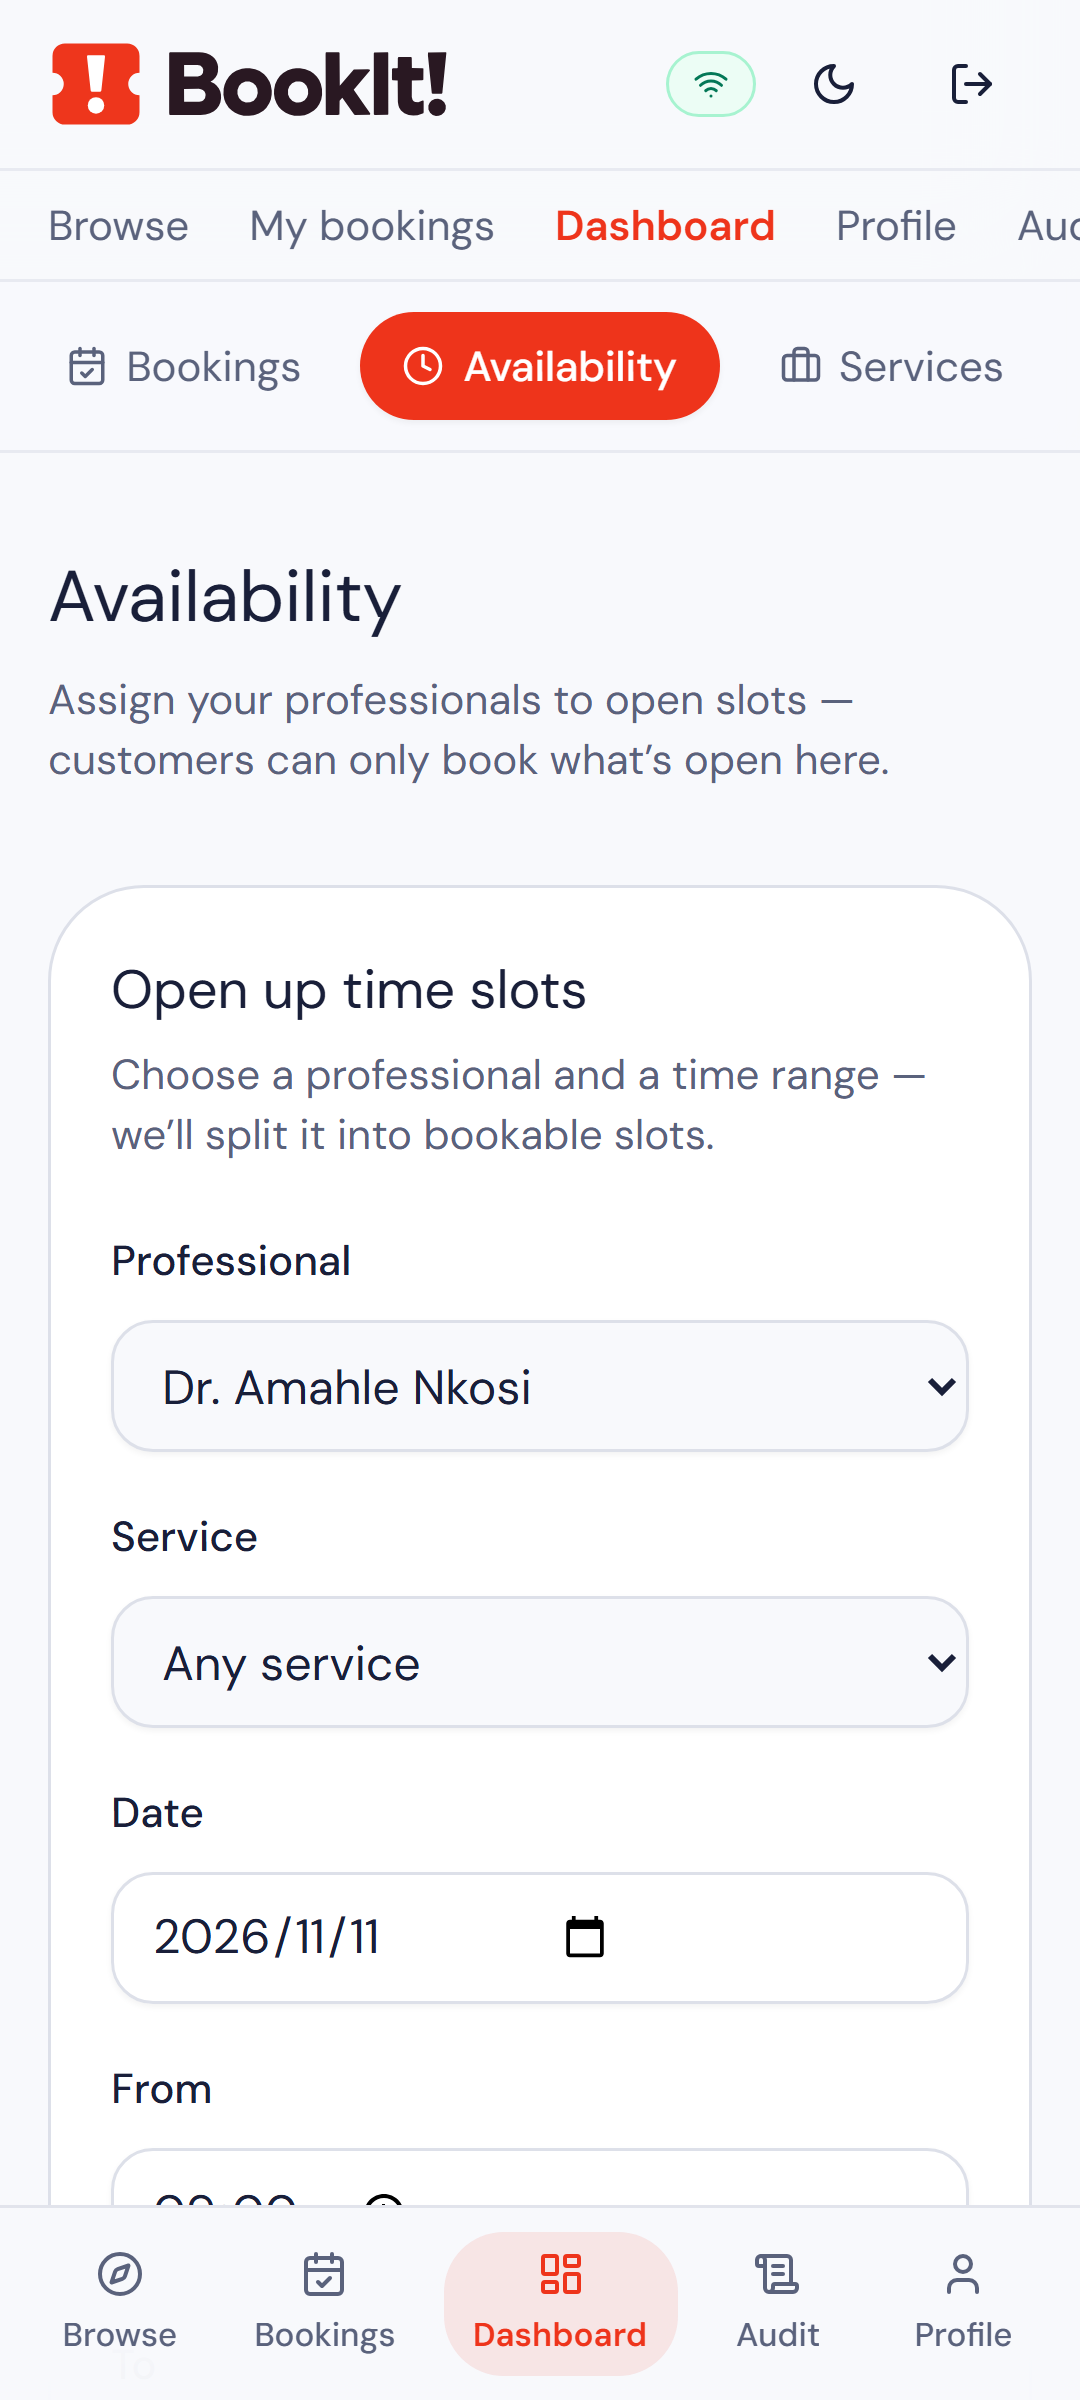 BookIt!
Browse My bookings Dashboard Profile
Bookings Availability Services
Availability
Assign your professionals to open slots —
customers can only book what’s open here.
Open up time slots
Choose a professional and a time range —
we’ll split it into bookable slots.
Professional
Dr. Amahle Nkosi
Service
Any service
Date
2026/11/11
From
Browse Bookings Dashboard Audit Profile